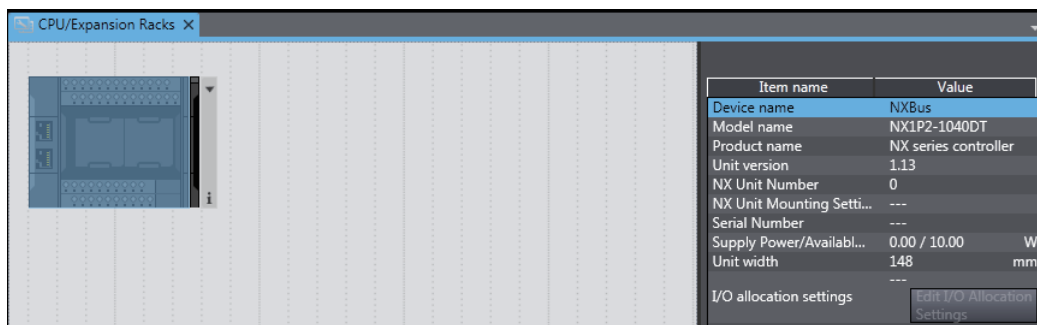 CPU/Expansion Racks
Item name Value
Device name NXBus
Model name NX1P2-1040DT
Product name NX series controller
Unit version 1.13
NX Unit Number 0
NX Unit Mounting Setti... ---
Serial Number ---
Supply Power/Availabl... 0.00 / 10.00 W
Unit width 148 mm
---
I/O allocation settings Edit I/O Allocation
Settings